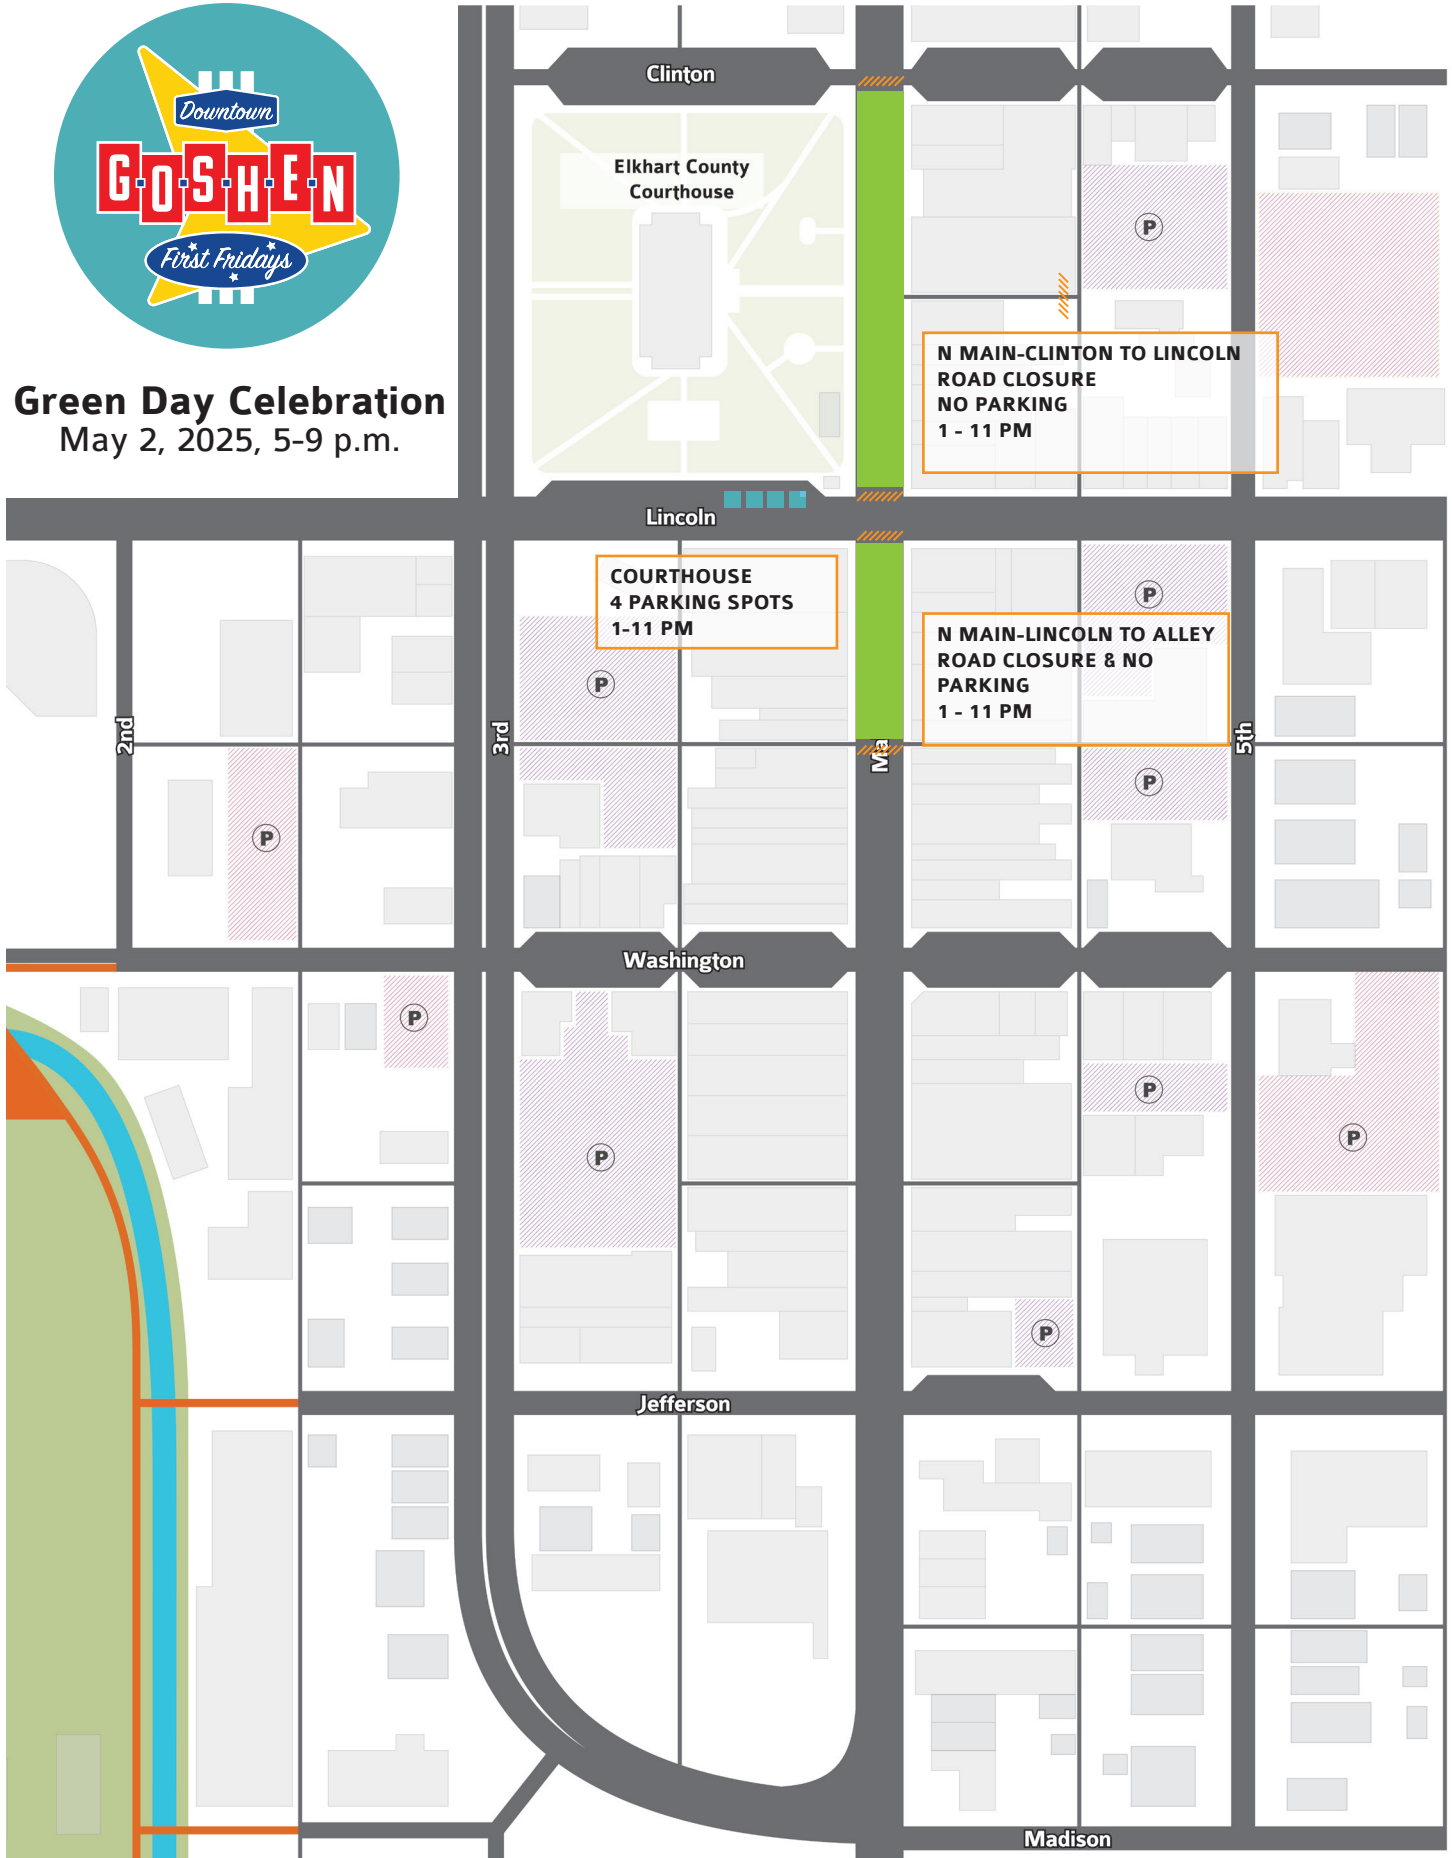 Downtown
G·O·S·H·E·N
First Fridays
Green Day Celebration
May 2, 2025, 5-9 p.m.
Clinton
Elkhart County
Courthouse
P
N MAIN-CLINTON TO LINCOLN
ROAD CLOSURE
NO PARKING
1 - 11 PM
Lincoln
COURTHOUSE
4 PARKING SPOTS
1-11 PM
P
N MAIN-LINCOLN TO ALLEY
ROAD CLOSURE & NO
PARKING
1 - 11 PM
P
2nd
3rd
Ma
5th
P
P
Washington
P
P
P
P
P
Jefferson
Madison